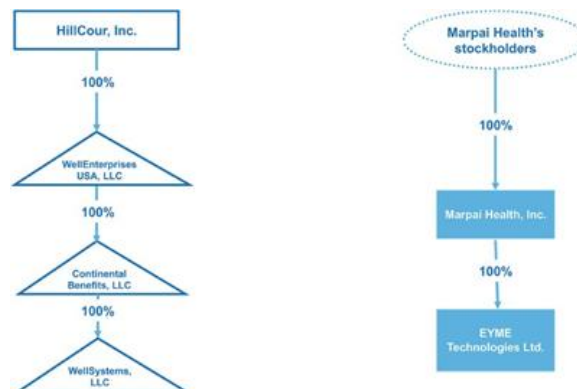 HillCour, Inc.
100%
WellEnterprises
USA, LLC
100%
Continental
Benefits, LLC
100%
WellSystems,
LLC
Marpai Health's
stockholders
100%
Marpai Health, Inc.
100%
EYME
Technologies Ltd.